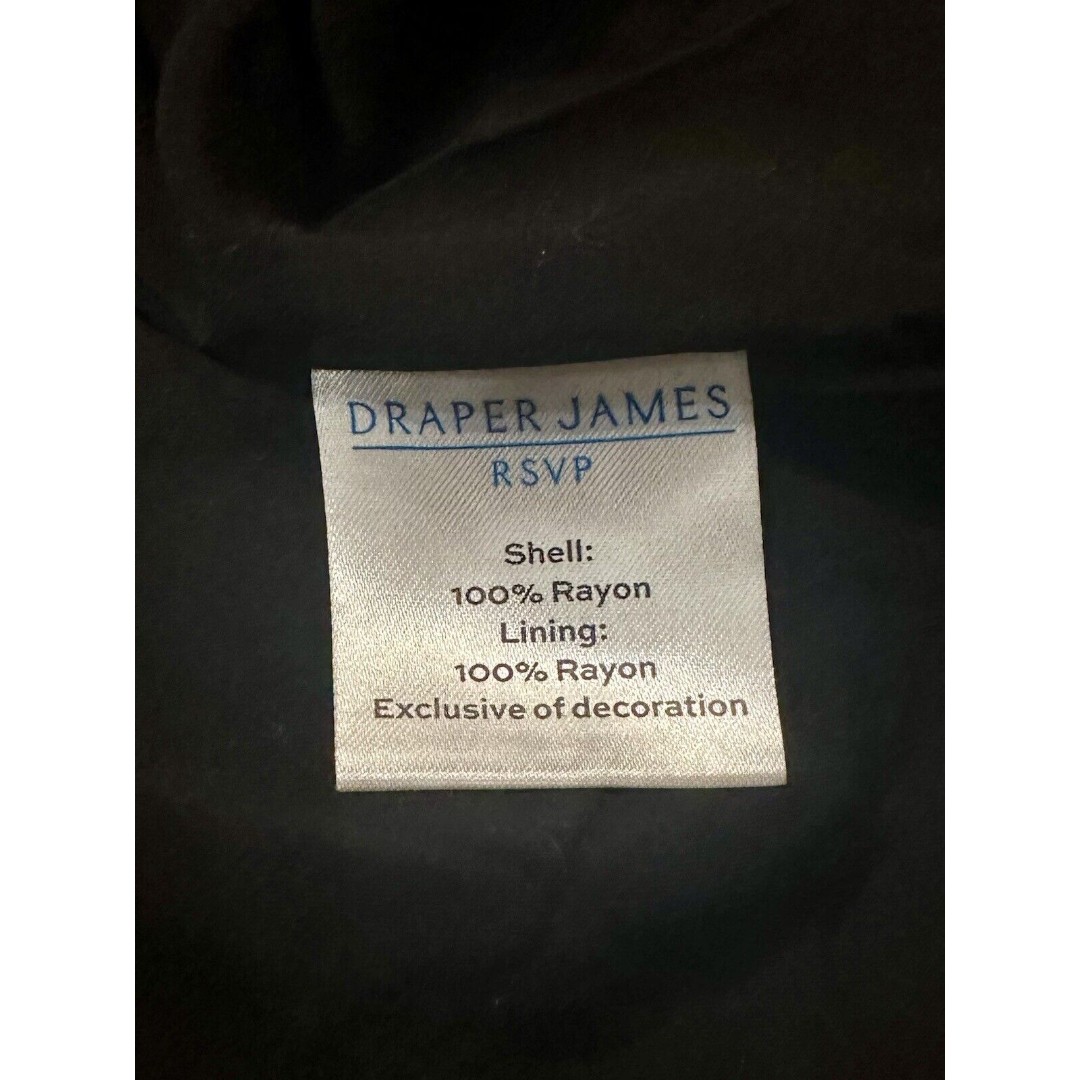 DRAPER JAMES
RSVP
Shell:
100% Rayon
Lining:
100% Rayon
Exclusive of decoration